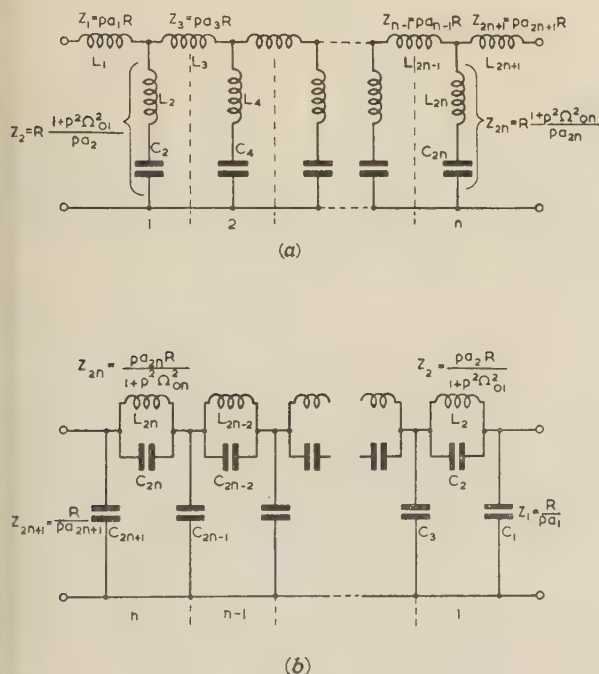 Z₁=pa₁R Z₃=pa₃R Zₙ₋₁=paₙ₋₁R Z₂ₙ₊₁=pa₂ₙ₊₁R
L₁ L₃ L₂ₙ₋₁ L₂ₙ₊₁
L₂ L₄ L₂ₙ
Z₂=R (1+p²Ω²₀₁)/(pa₂) Z₂ₙ=R (1+p²Ω²₀ₙ)/(pa₂ₙ)
C₂ C₄ C₂ₙ
1 2 n
(a)
Z₂ₙ = (pa₂ₙR)/(1+p²Ω²₀ₙ) Z₂ = (pa₂R)/(1+p²Ω²₀₁)
L₂ₙ L₂ₙ₋₂ L₂
C₂ₙ C₂ₙ₋₂ C₂
Z₂ₙ₊₁=R/(pa₂ₙ₊₁) C₂ₙ₊₁ C₂ₙ₋₁ C₃ C₁ Z₁=R/(pa₁)
n n-1 1
(b)